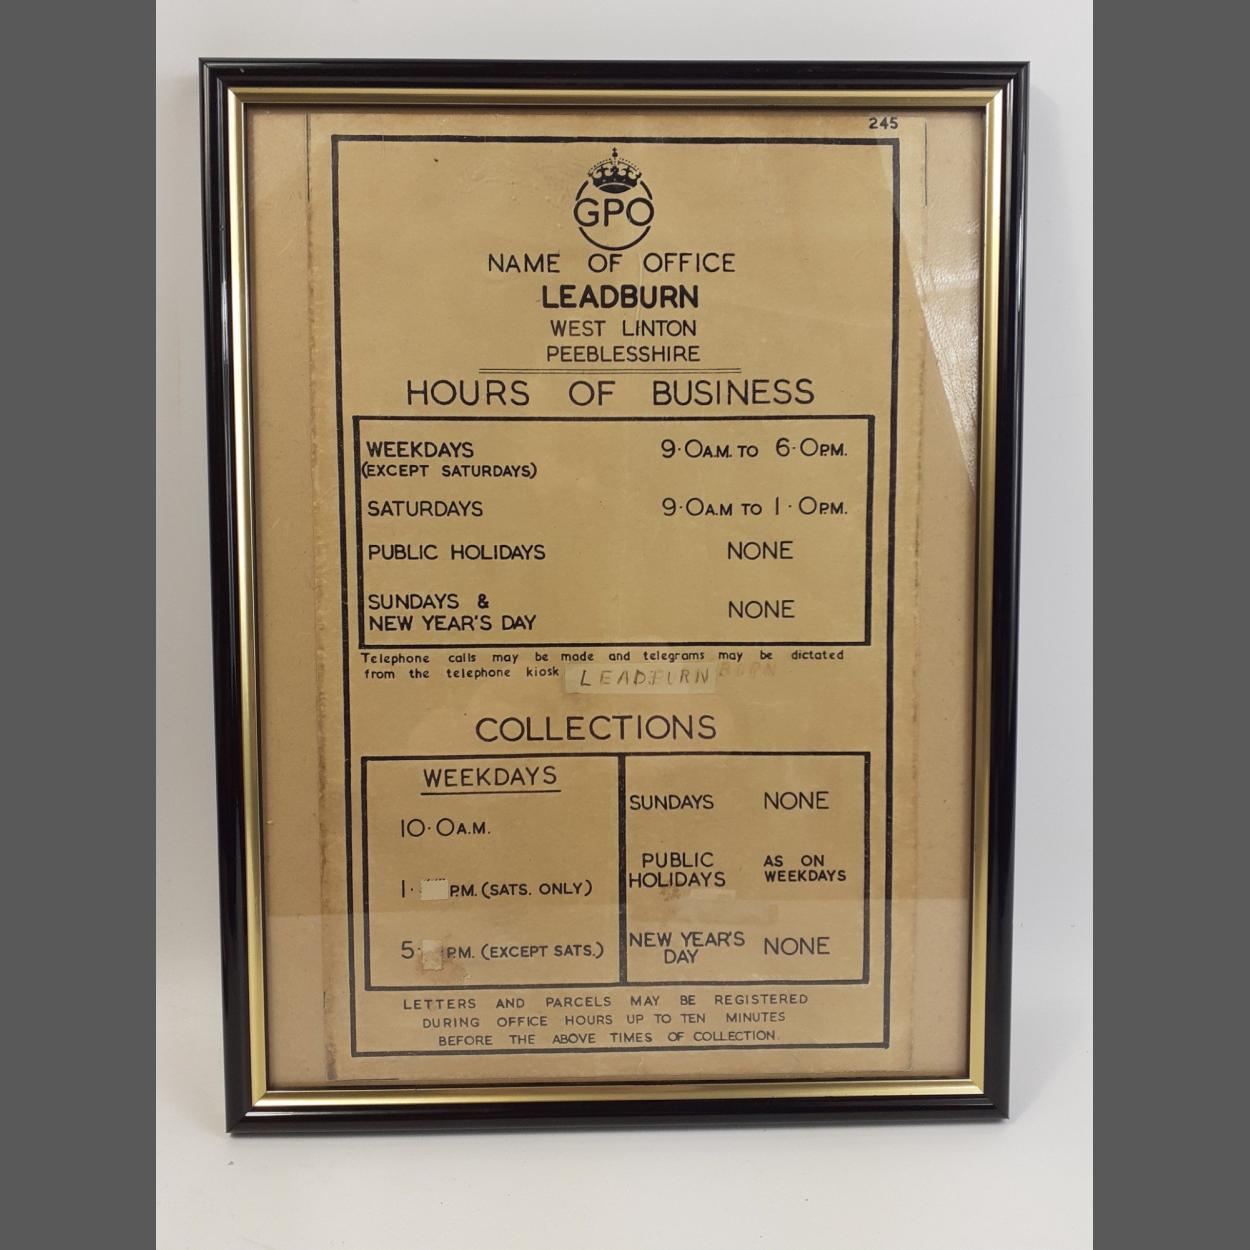 245
GPO
NAME OF OFFICE
LEADBURN
WEST LINTON
PEEBLESSHIRE
HOURS OF BUSINESS
WEEKDAYS 9·0A.M. TO 6·0P.M.
(EXCEPT SATURDAYS)
SATURDAYS 9·0A.M TO 1·0P.M.
PUBLIC HOLIDAYS NONE
SUNDAYS &
NEW YEAR'S DAY NONE
Telephone calls may be made and telegrams may be dictated
from the telephone kiosk LEADBURN BURN
COLLECTIONS
WEEKDAYS
10·0A.M.
1· P.M. (SATS. ONLY)
5· P.M. (EXCEPT SATS.)
SUNDAYS NONE
PUBLIC
HOLIDAYS
AS ON
WEEKDAYS
NEW YEAR'S
DAY
NONE
LETTERS AND PARCELS MAY BE REGISTERED
DURING OFFICE HOURS UP TO TEN MINUTES
BEFORE THE ABOVE TIMES OF COLLECTION.